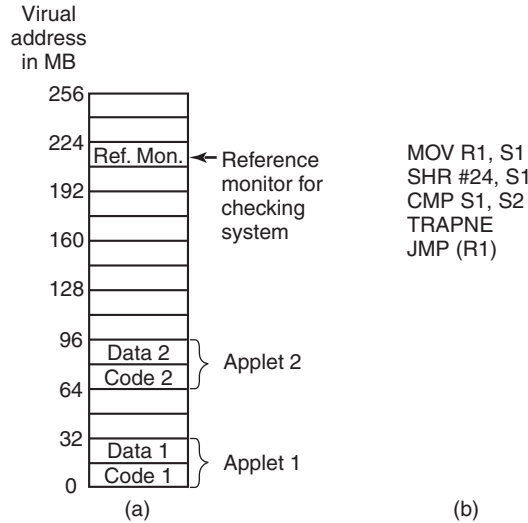 Virual
address
in MB
256
224
Ref. Mon.
Reference
monitor for
checking
system
192
160
128
96
Data 2
Code 2
Applet 2
64
32
Data 1
Code 1
Applet 1
0
(a)
MOV R1, S1
SHR #24, S1
CMP S1, S2
TRAPNE
JMP (R1)
(b)